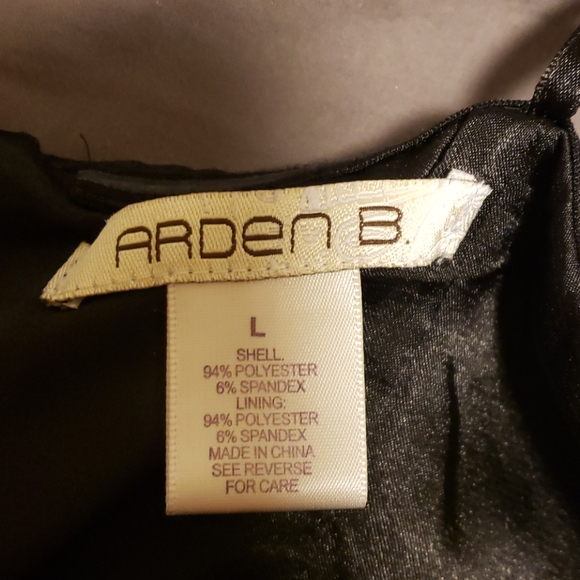 ARDEN B.
L
SHELL.
94% POLYESTER
6% SPANDEX
LINING:
94% POLYESTER
6% SPANDEX
MADE IN CHINA
SEE REVERSE
FOR CARE